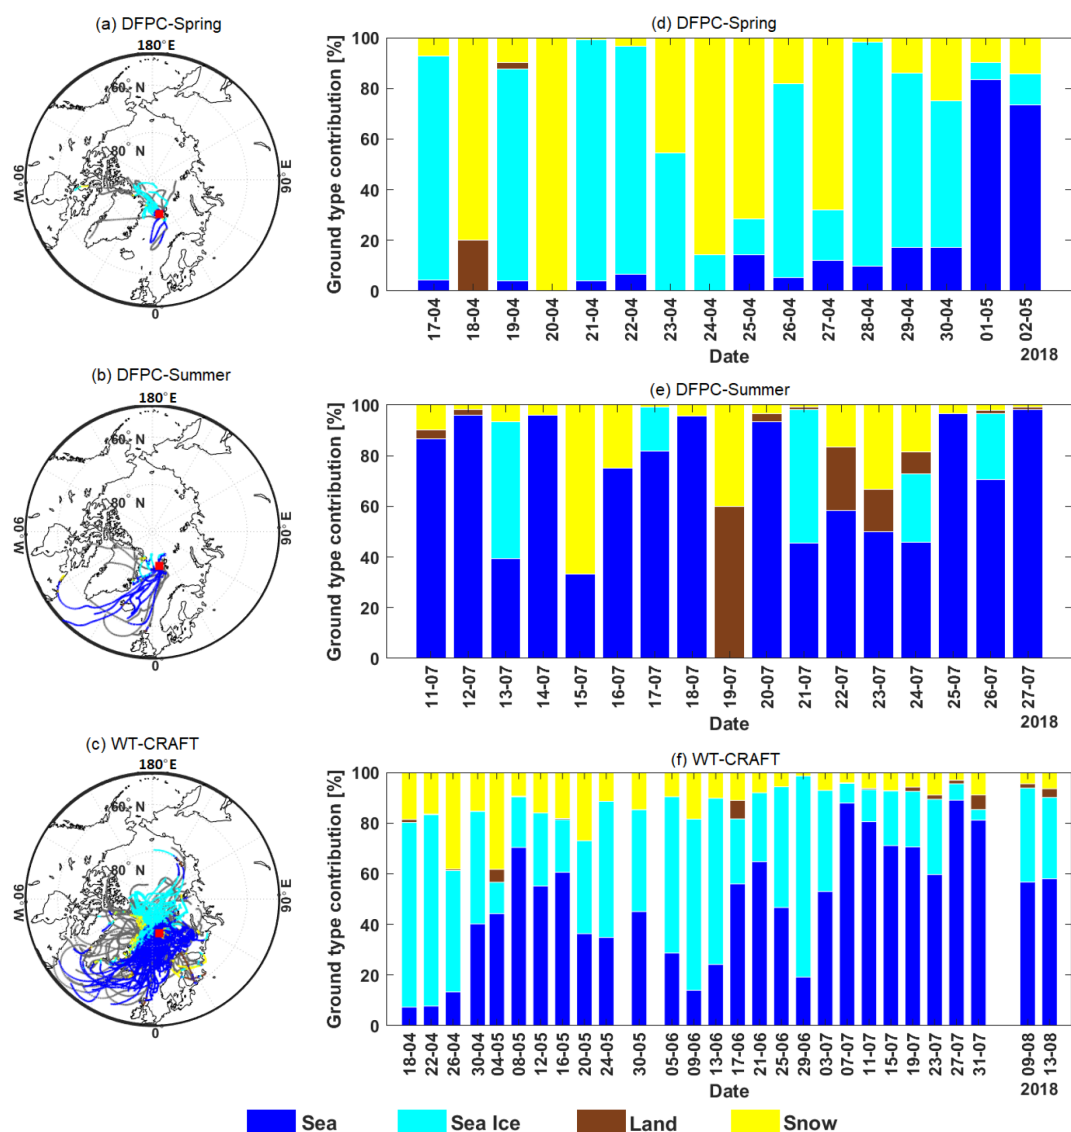 (a) DFPC-Spring
180°E
60° N
80° N
90°W
90°E
0
(d) DFPC-Spring
Ground type contribution [%]
100
80
60
40
20
0
17-04 18-04 19-04 20-04 21-04 22-04 23-04 24-04 25-04 26-04 27-04 28-04 29-04 30-04 01-05 02-05
Date
2018
(b) DFPC-Summer
180°E
60° N
80° N
90°W
90°E
0
(e) DFPC-Summer
Ground type contribution [%]
100
80
60
40
20
0
11-07 12-07 13-07 14-07 15-07 16-07 17-07 18-07 19-07 20-07 21-07 22-07 23-07 24-07 25-07 26-07 27-07
Date
2018
(c) WT-CRAFT
180°E
60° N
80° N
90°W
90°E
0
(f) WT-CRAFT
Ground type contribution [%]
100
80
60
40
20
0
18-04 22-04 26-04 30-04 04-05 08-05 12-05 16-05 20-05 24-05 30-05 05-06 09-06 13-06 17-06 21-06 25-06 29-06 03-07 07-07 11-07 15-07 19-07 23-07 27-07 31-07 09-08 13-08
Date
2018
Sea Sea Ice Land Snow